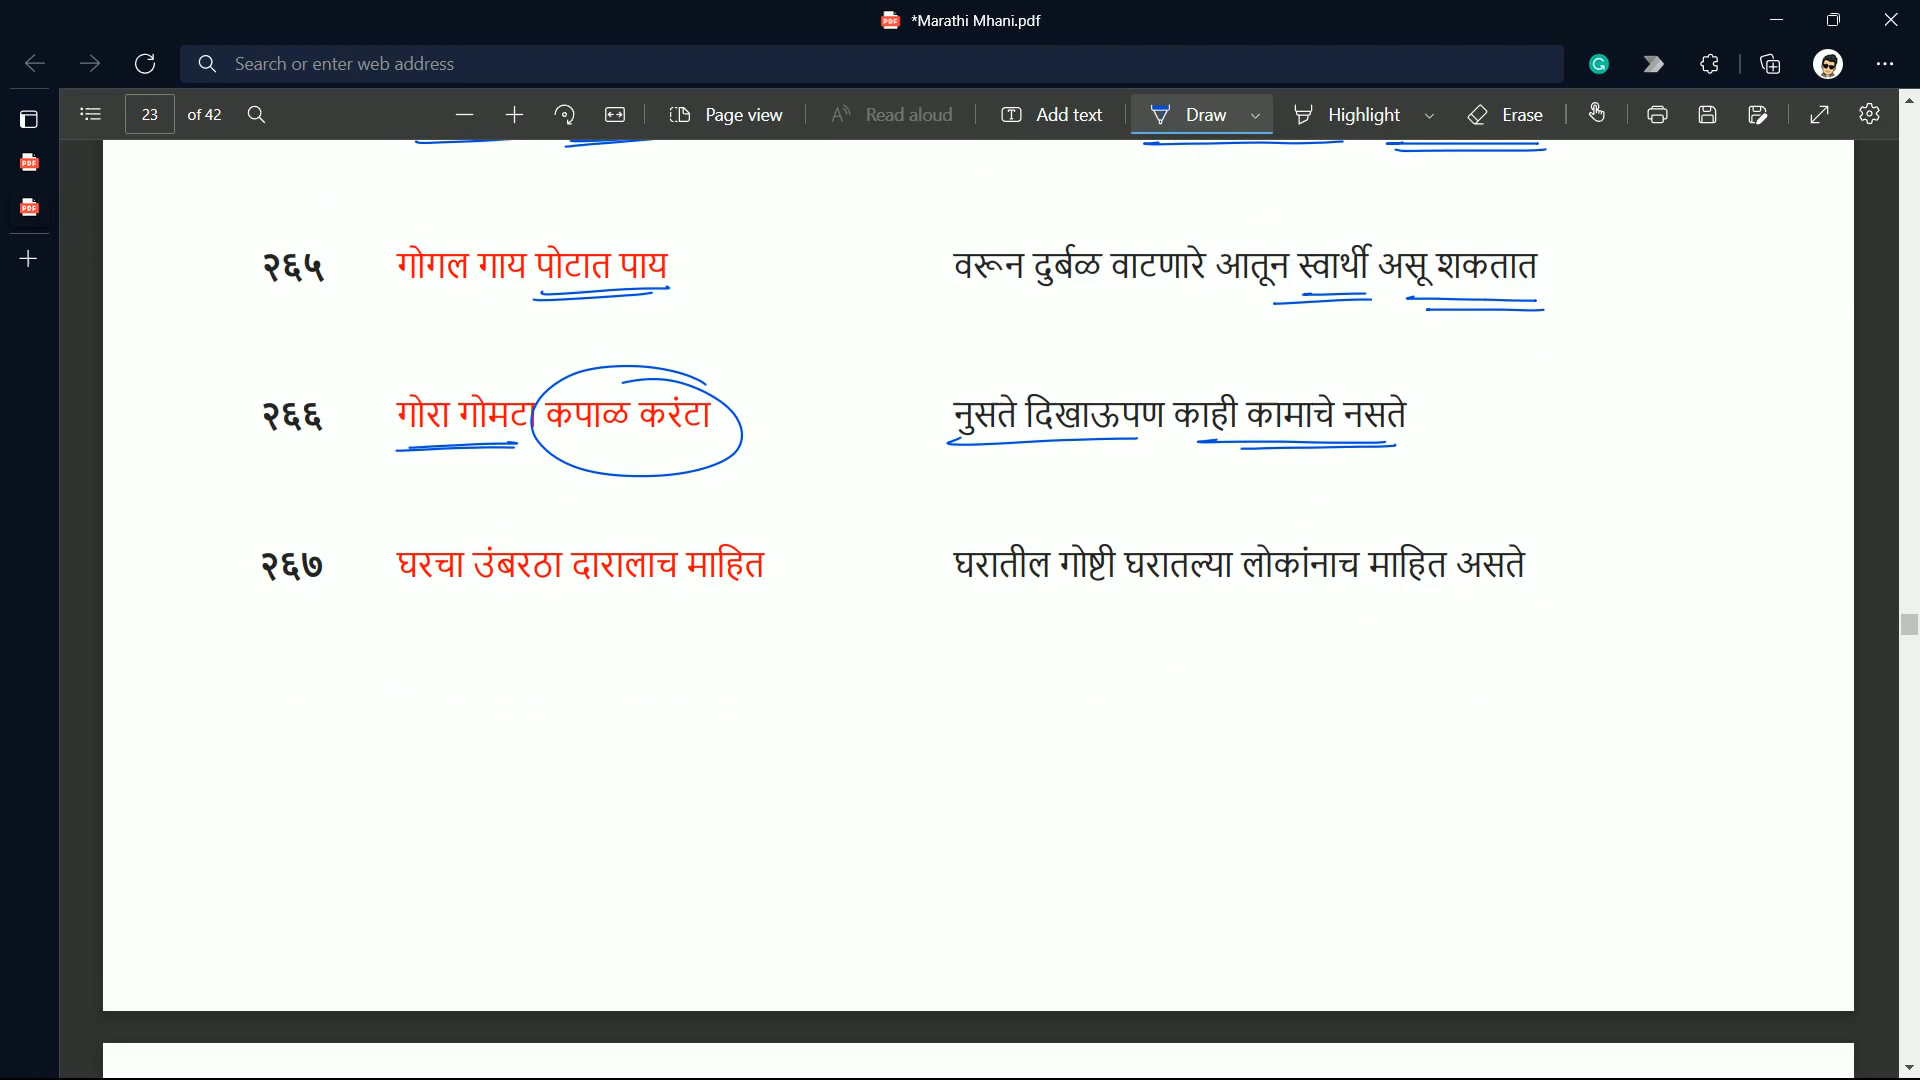 *Marathi Mhani.pdf
Search or enter web address
23 of 42 Page view Read aloud Add text Draw Highlight Erase
२६५ गोगल गाय पोटात पाय वरून दुर्बळ वाटणारे आतून स्वार्थी असू शकतात
२६६ गोरा गोमटा कपाळ करंटा नुसते दिखाऊपण काही कामाचे नसते
२६७ घरचा उंबरठा दारालाच माहित घरातील गोष्टी घरातल्या लोकांनाच माहित असते